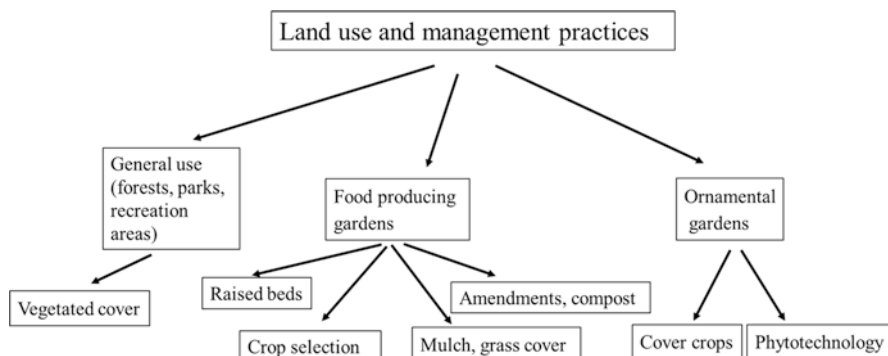 Land use and management practices
General use
(forests, parks,
recreation
areas)
Food producing
gardens
Ornamental
gardens
Vegetated cover
Raised beds
Crop selection
Mulch, grass cover
Amendments, compost
Cover crops
Phytotechnology